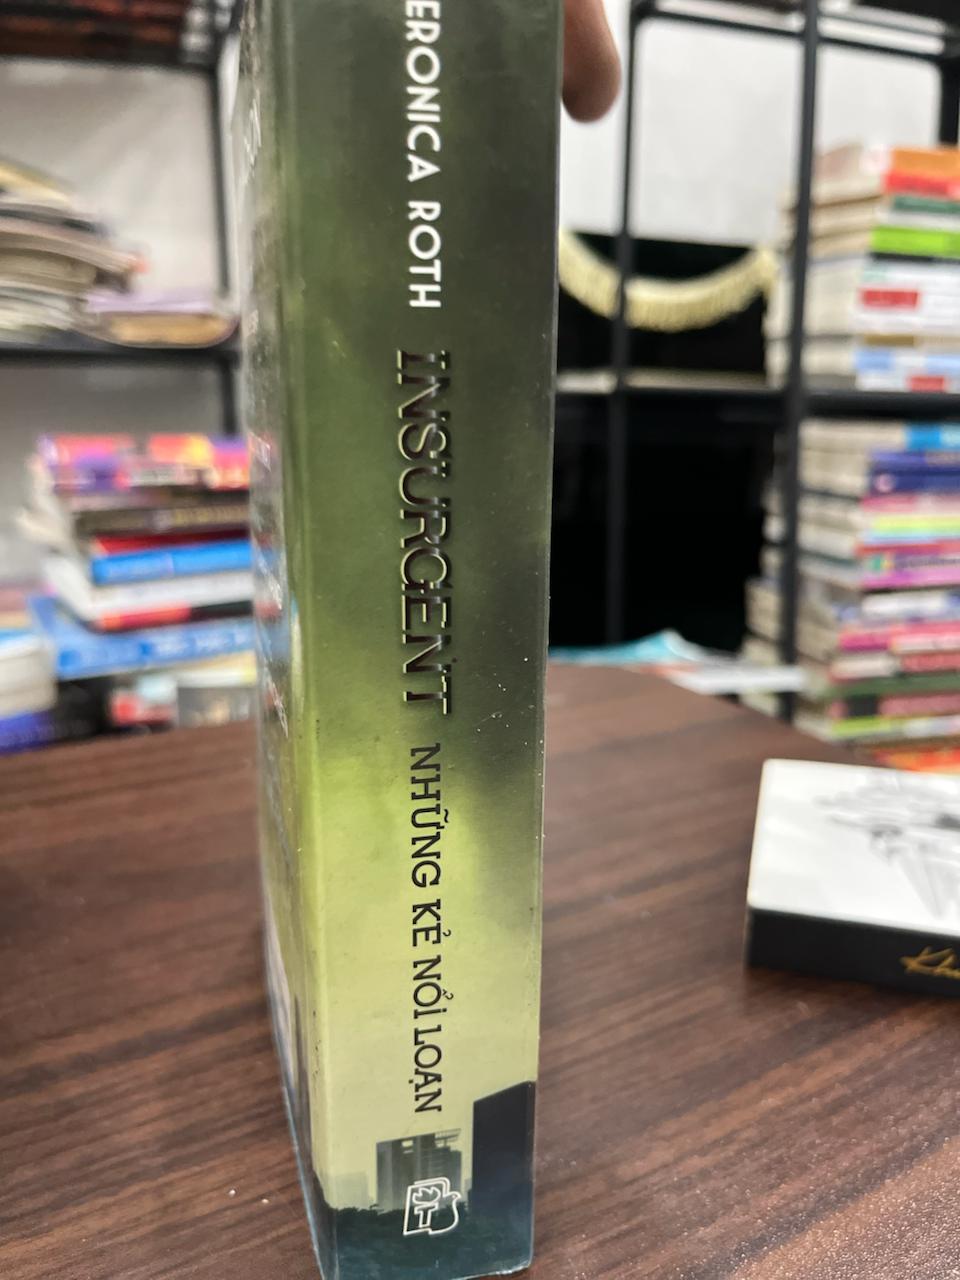 ERONICA ROTH
INSURGENT
NHỮNG KẺ NỔI LOẠN